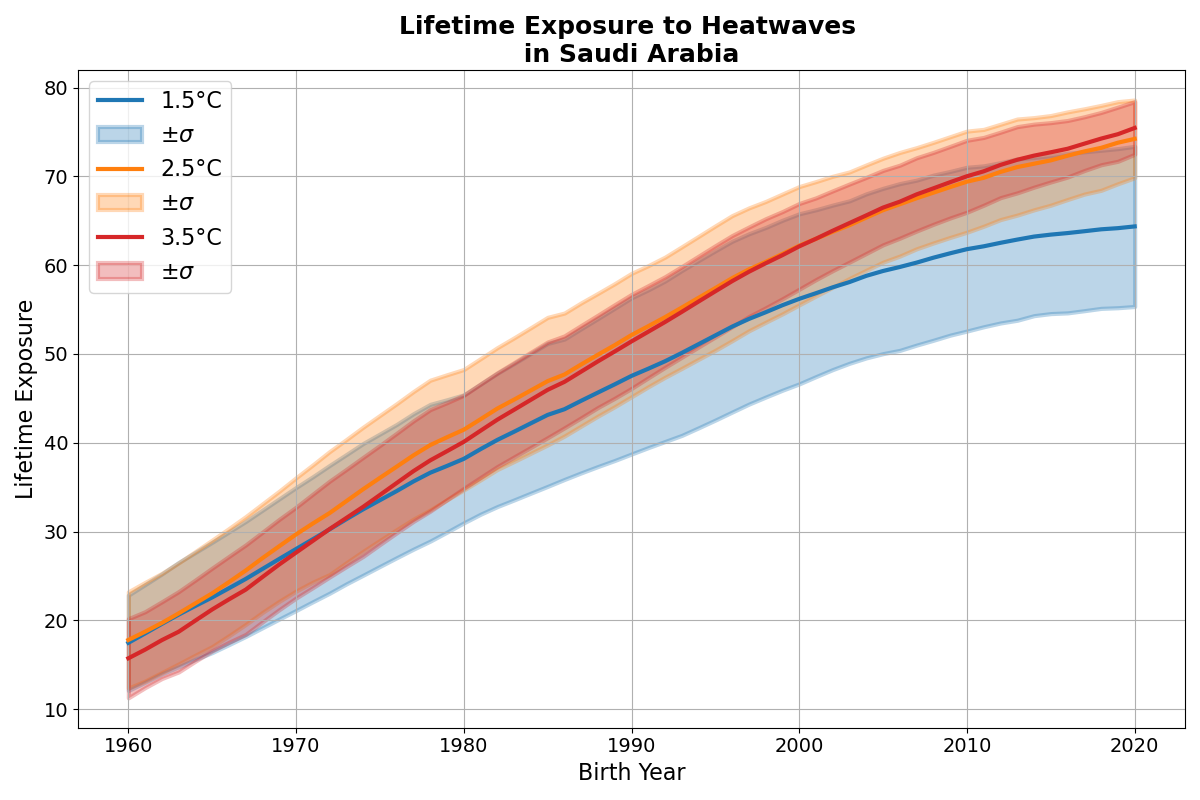 Lifetime Exposure to Heatwaves
in Saudi Arabia
1.5°C
±σ
2.5°C
±σ
3.5°C
±σ
Lifetime Exposure
80
70
60
50
40
30
20
10
1960 1970 1980 1990 2000 2010 2020
Birth Year